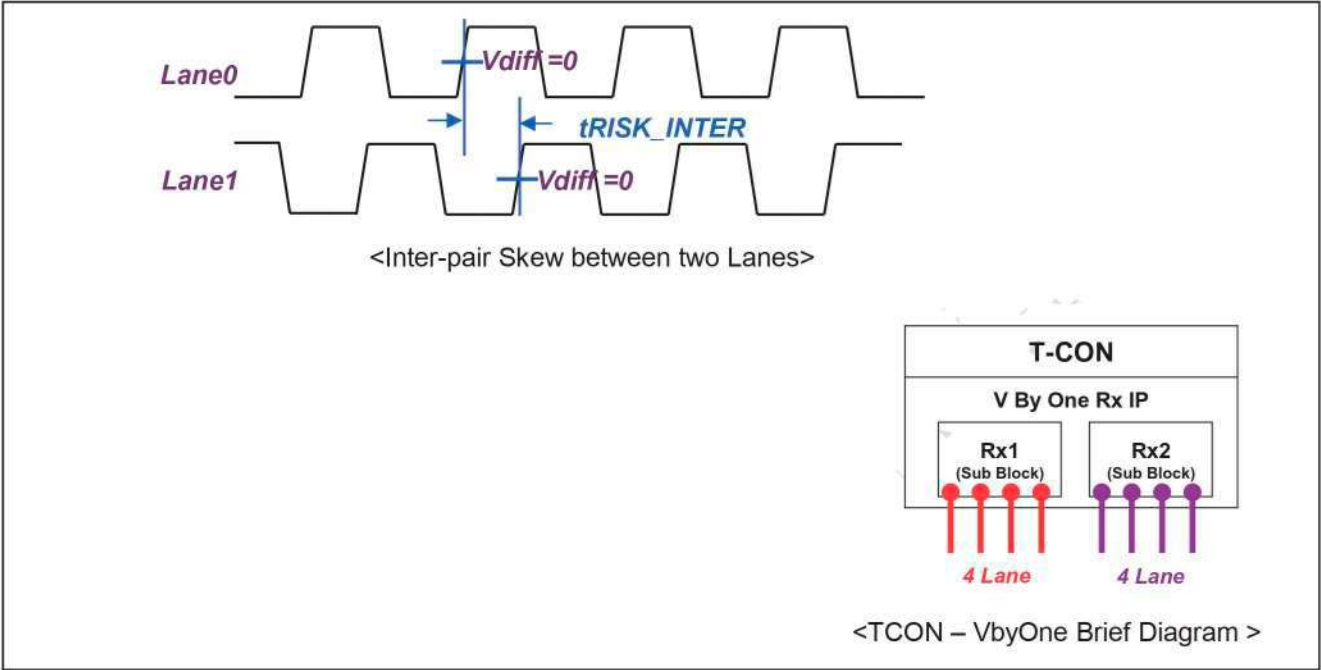 Lane0
Vdiff =0
tRISK_INTER
Lane1
Vdiff =0
<Inter-pair Skew between two Lanes>
T-CON
V By One Rx IP
Rx1
(Sub Block)
Rx2
(Sub Block)
4 Lane
4 Lane
<TCON – VbyOne Brief Diagram >